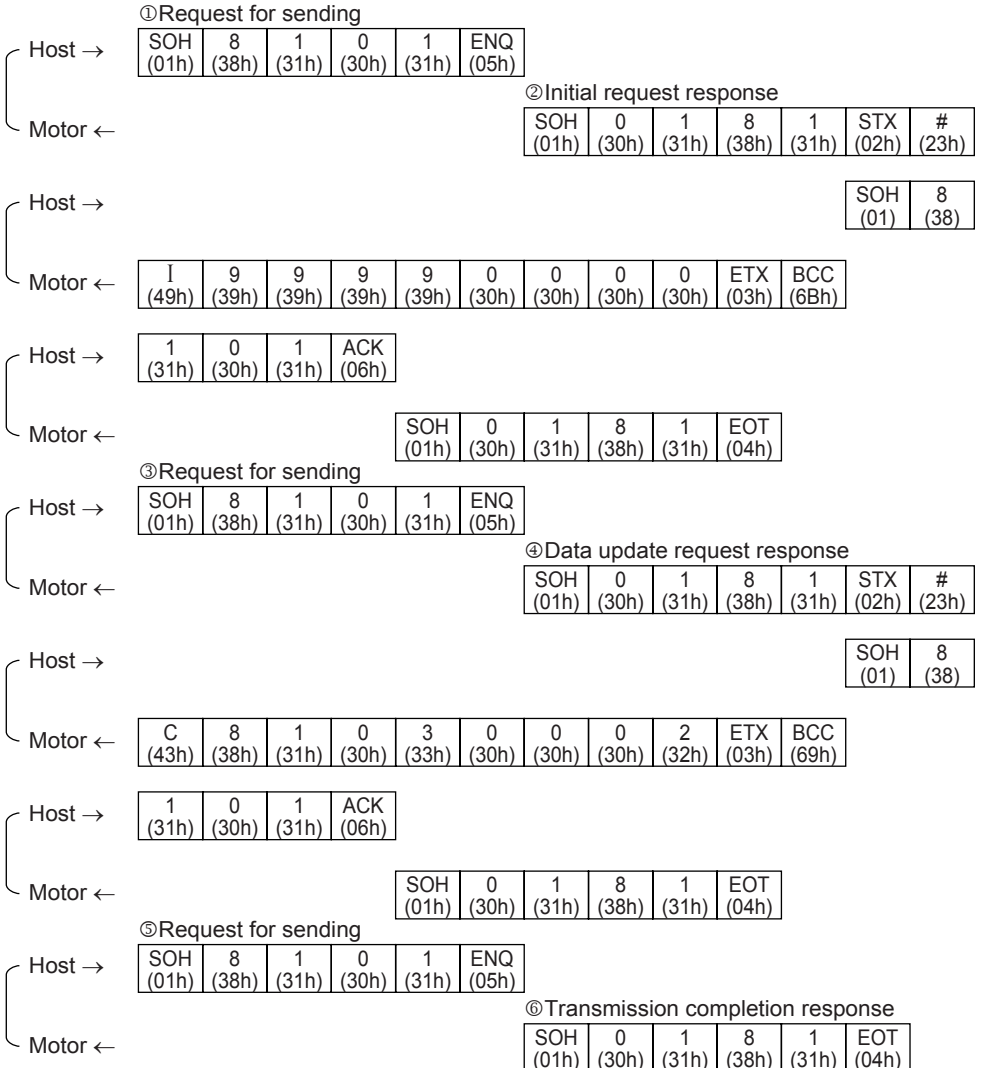 ①Request for sending
Host → SOH 8 1 0 1 ENQ
(01h) (38h) (31h) (30h) (31h) (05h)
②Initial request response
Motor ← SOH 0 1 8 1 STX #
(01h) (30h) (31h) (38h) (31h) (02h) (23h)
Host → SOH 8
(01) (38)
Motor ← I 9 9 9 9 0 0 0 0 ETX BCC
(49h) (39h) (39h) (39h) (39h) (30h) (30h) (30h) (30h) (03h) (6Bh)
Host → 1 0 1 ACK
(31h) (30h) (31h) (06h)
Motor ← SOH 0 1 8 1 EOT
(01h) (30h) (31h) (38h) (31h) (04h)
③Request for sending
Host → SOH 8 1 0 1 ENQ
(01h) (38h) (31h) (30h) (31h) (05h)
④Data update request response
Motor ← SOH 0 1 8 1 STX #
(01h) (30h) (31h) (38h) (31h) (02h) (23h)
Host → SOH 8
(01) (38)
Motor ← C 8 1 0 3 0 0 0 2 ETX BCC
(43h) (38h) (31h) (30h) (33h) (30h) (30h) (30h) (32h) (03h) (69h)
Host → 1 0 1 ACK
(31h) (30h) (31h) (06h)
Motor ← SOH 0 1 8 1 EOT
(01h) (30h) (31h) (38h) (31h) (04h)
⑤Request for sending
Host → SOH 8 1 0 1 ENQ
(01h) (38h) (31h) (30h) (31h) (05h)
⑥Transmission completion response
Motor ← SOH 0 1 8 1 EOT
(01h) (30h) (31h) (38h) (31h) (04h)